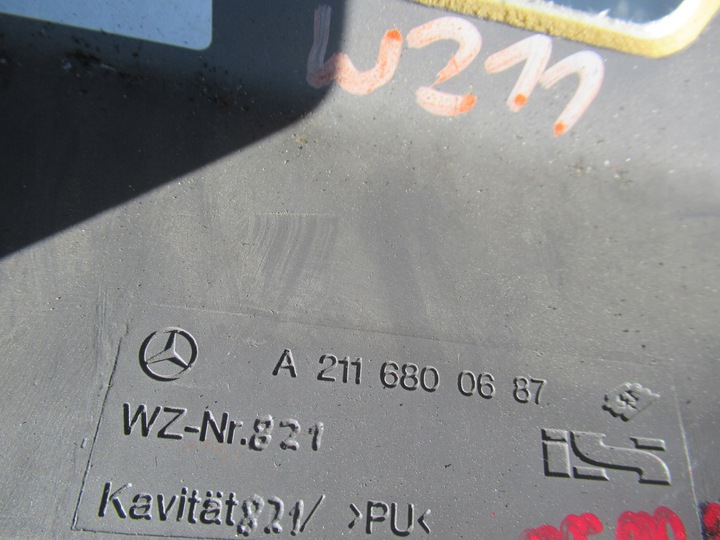 W211
A 211 680 06 87
WZ-Nr.821
Kavität821/ >PU<